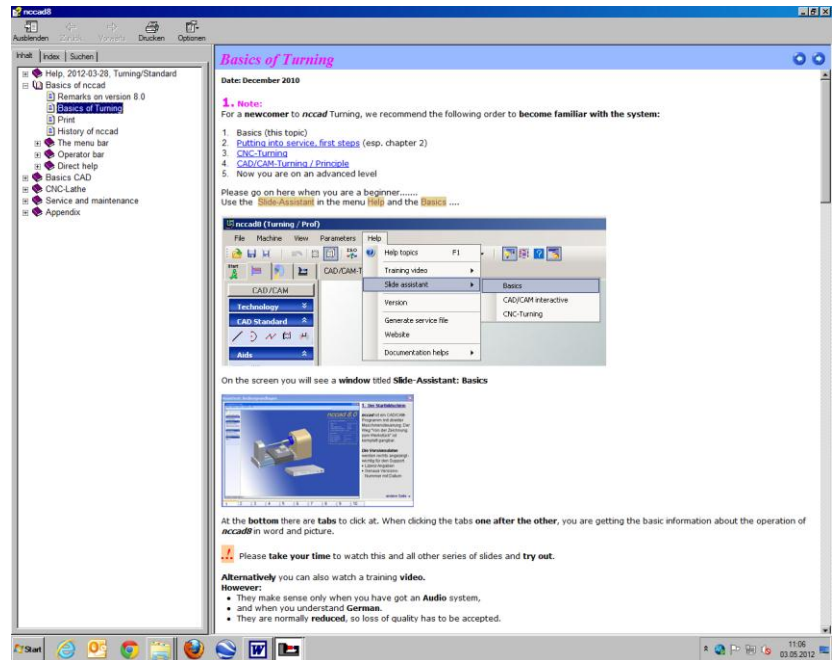 nccad8
Ausblenden Zurück Vorwärts Drucken Optionen
Inhalt Index Suchen
Help, 2012-03-28, Turning/Standard
Basics of nccad
Remarks on version 8.0
Basics of Turning
Print
History of nccad
The menu bar
Operator bar
Direct help
Basics CAD
CNC-Lathe
Service and maintenance
Appendix
Basics of Turning
Date: December 2010
1. Note:
For a newcomer to nccad Turning, we recommend the following order to become familiar with the system:
1. Basics (this topic)
2. Putting into service, first steps (esp. chapter 2)
3. CNC-Turning
4. CAD/CAM-Turning / Principle
5. Now you are on an advanced level
Please go on here when you are a beginner.......
Use the Slide-Assistant in the menu Help and the Basics ....
nccad8 (Turning / Prof)
File Machine View Parameters Help
Help topics F1
Start
CAD/CAM-T
Training video
CAD/CAM
Slide assistant
Basics
Technology
Version
CAD/CAM interactive
CAD Standard
Generate service file
CNC-Turning
Website
Aids
Documentation helps
On the screen you will see a window titled Slide-Assistant: Basics
nccad 8.0
1. Der Startbildschirm
At the bottom there are tabs to click at. When clicking the tabs one after the other, you are getting the basic information about the operation of
nccad8 in word and picture.
Please take your time to watch this and all other series of slides and try out.
Alternatively you can also watch a training video.
However:
• They make sense only when you have got an Audio system,
• and when you understand German.
• They are normally reduced, so loss of quality has to be accepted.
Start
11:06
03.05.2012